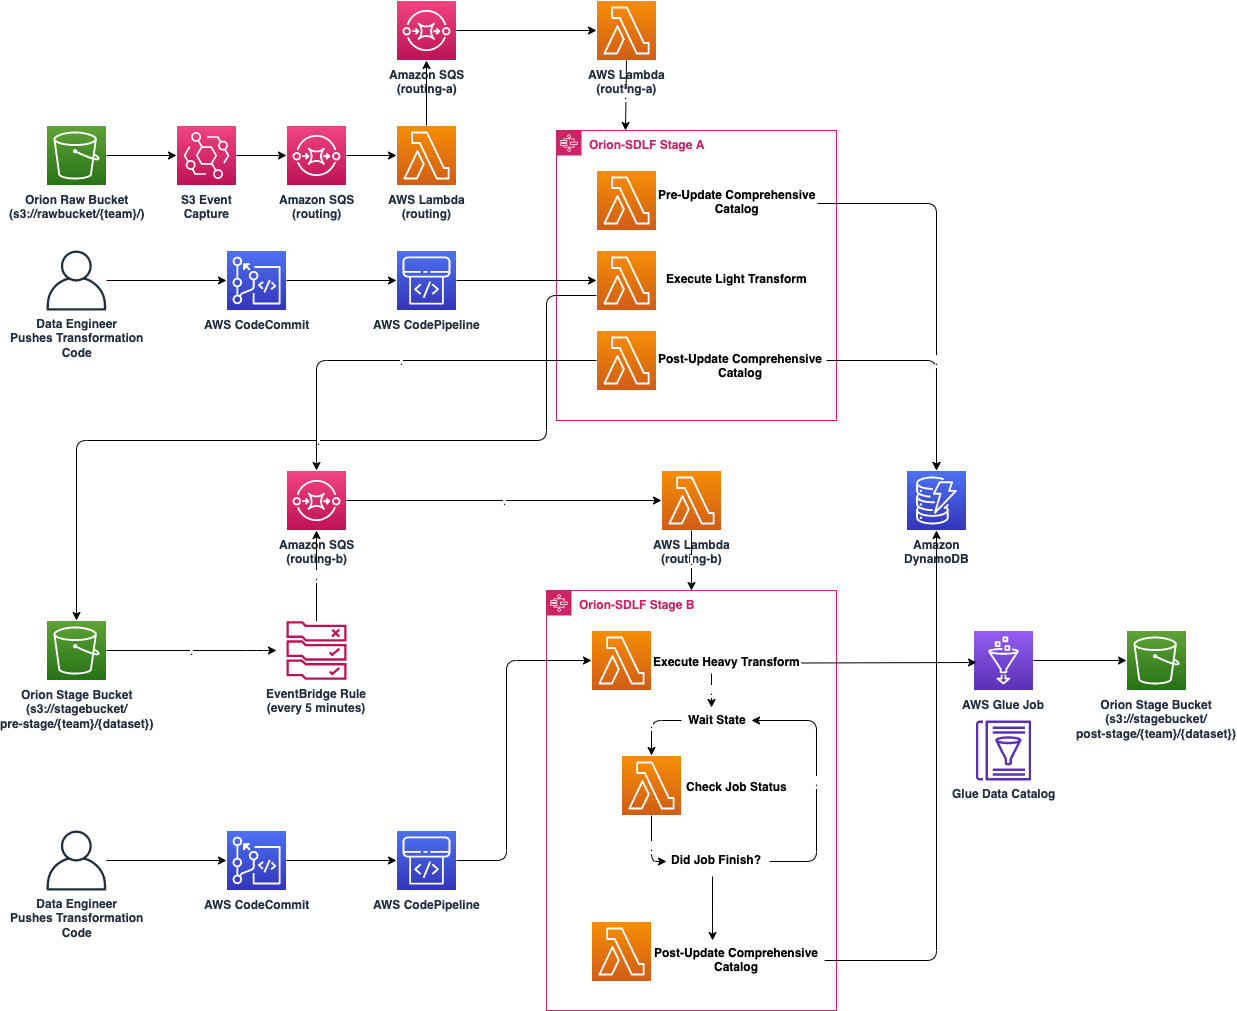 Amazon SQS
(routing-a)
AWS Lambda
(routing-a)
Orion Raw Bucket
(s3://rawbucket/{team}/)
S3 Event
Capture
Amazon SQS
(routing)
AWS Lambda
(routing)
Orion-SDLF Stage A
Pre-Update Comprehensive
Catalog
Execute Light Transform
Post-Update Comprehensive
Catalog
Data Engineer
Pushes Transformation
Code
AWS CodeCommit
AWS CodePipeline
Amazon SQS
(routing-b)
AWS Lambda
(routing-b)
Amazon
DynamoDB
Orion Stage Bucket
(s3://stagebucket/
pre-stage/{team}/{dataset})
EventBridge Rule
(every 5 minutes)
Orion-SDLF Stage B
Execute Heavy Transform
Wait State
Check Job Status
Did Job Finish?
Post-Update Comprehensive
Catalog
AWS Glue Job
Glue Data Catalog
Orion Stage Bucket
(s3://stagebucket/
post-stage/{team}/{dataset})
Data Engineer
Pushes Transformation
Code
AWS CodeCommit
AWS CodePipeline